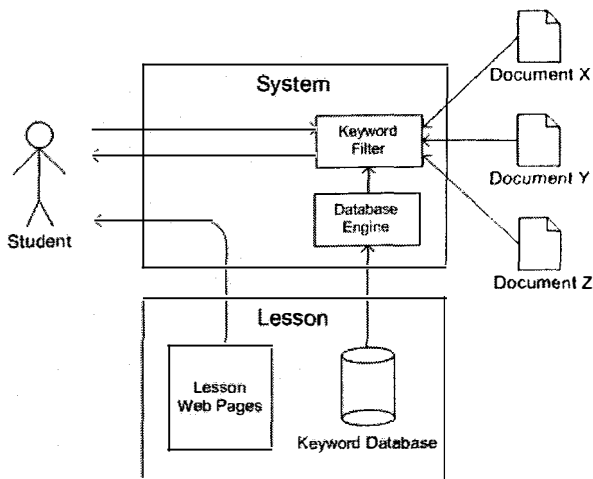 System
Document X
Keyword
Filter
Document Y
Database
Engine
Student
Document Z
Lesson
Lesson
Web Pages
Keyword Database